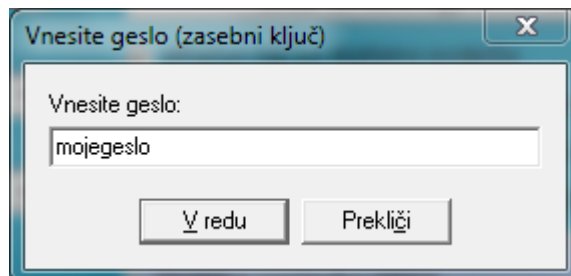 Vnesite geslo (zasebni ključ)
Vnesite geslo:
mojegeslo
V redu
Prekliči